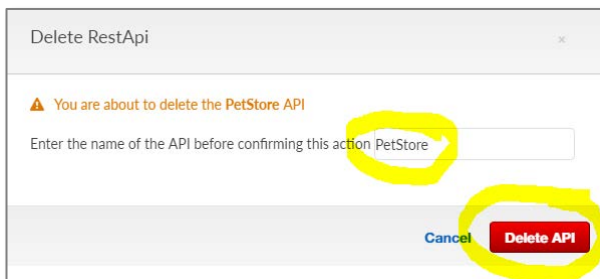 Delete RestApi ×
You are about to delete the PetStore API
Enter the name of the API before confirming this action PetStore
Cancel Delete API